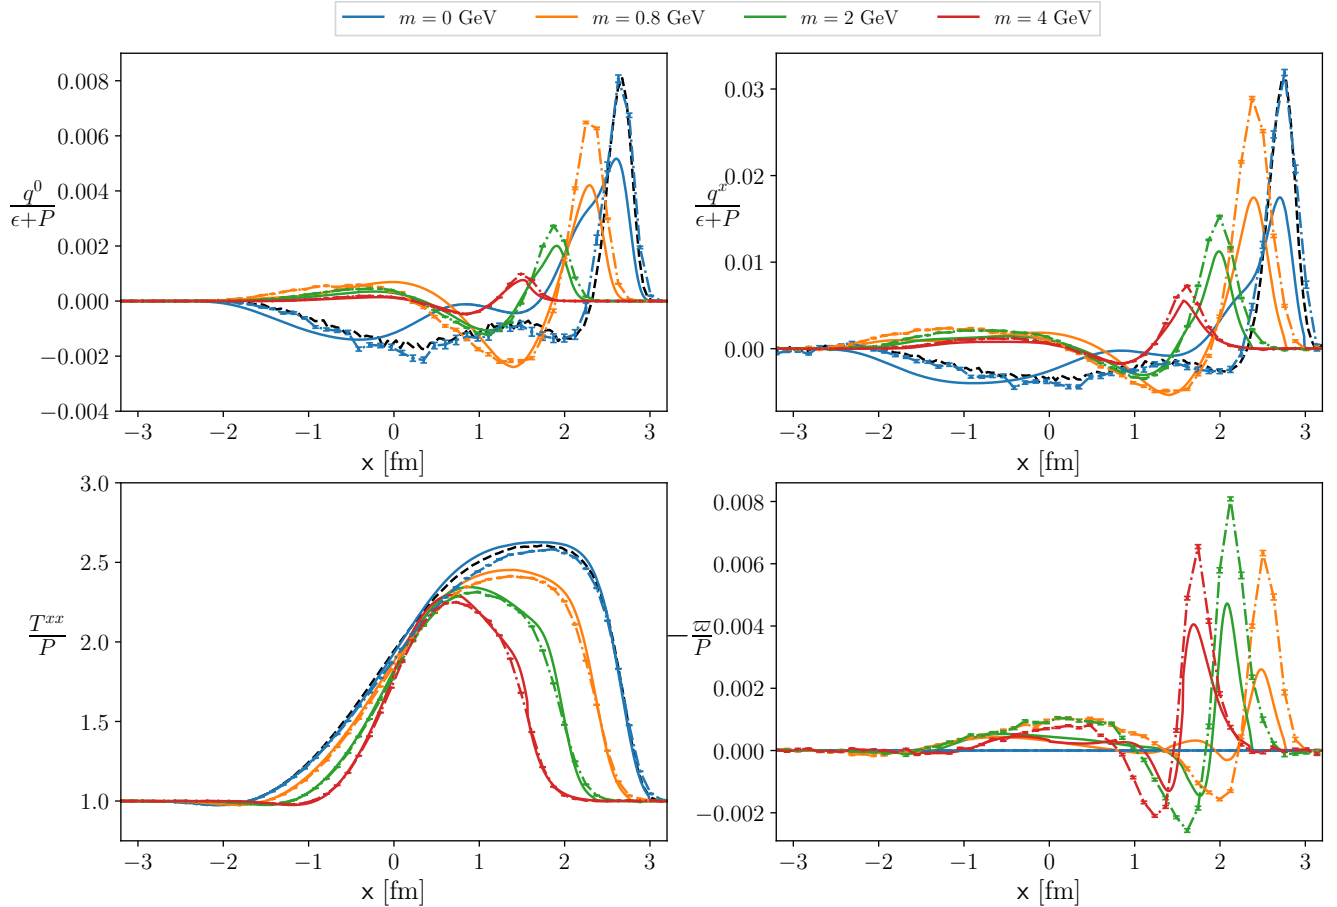 m = 0 GeV m = 0.8 GeV m = 2 GeV m = 4 GeV
0.008
0.006
0.004
0.002
0.000
−0.002
−0.004
q^0/ϵ+P
−3 −2 −1 0 1 2 3
x [fm]
0.03
0.02
0.01
0.00
q^x/ϵ+P
−3 −2 −1 0 1 2 3
x [fm]
3.0
2.5
2.0
1.5
1.0
T^{xx}/P
−3 −2 −1 0 1 2 3
x [fm]
0.008
0.006
0.004
0.002
0.000
−0.002
−ϖ/P
−3 −2 −1 0 1 2 3
x [fm]